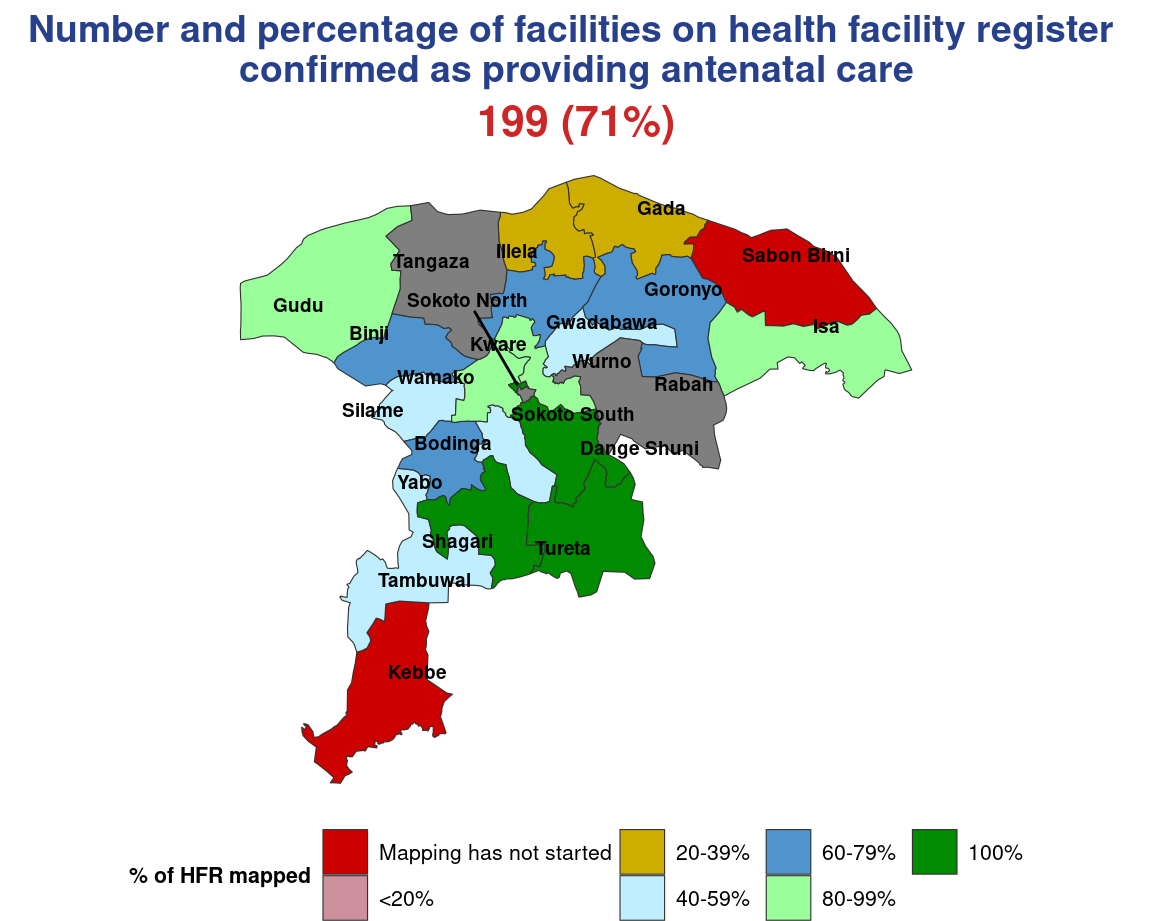 Number and percentage of facilities on health facility register
confirmed as providing antenatal care
199 (71%)
Gada
Illela
Sabon Birni
Tangaza
Goronyo
Sokoto North
Gudu
Gwadabawa
Isa
Binji
Kware
Wurno
Wamako
Rabah
Silame
Sokoto South
Bodinga
Dange Shuni
Yabo
Shagari
Tureta
Tambuwal
Kebbe
% of HFR mapped
Mapping has not started
<20%
20-39%
40-59%
60-79%
80-99%
100%